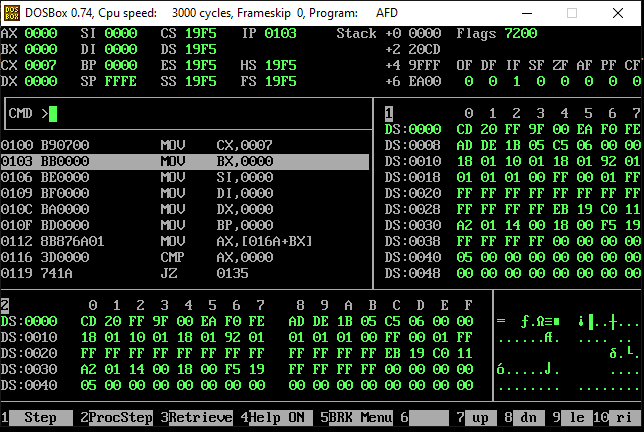 DOSBox 0.74, Cpu speed: 3000 cycles, Frameskip 0, Program: AFD
AX 0000 SI 0000 CS 19F5 IP 0103 Stack +0 0000 Flags 7200
BX 0000 DI 0000 DS 19F5 +2 20CD
CX 0007 BP 0000 ES 19F5 HS 19F5 +4 9FFF OF DF IF SF ZF AF PF CF
DX 0000 SP FFFE SS 19F5 FS 19F5 +6 EA00 0 0 1 0 0 0 0 0
CMD > 1 0 1 2 3 4 5 6 7
DS:0000 CD 20 FF 9F 00 EA F0 FE
DS:0008 AD DE 1B 05 C5 06 00 00
0100 B90700 MOV CX,0007 DS:0010 18 01 10 01 18 01 92 01
0103 BB0000 MOV BX,0000 DS:0018 01 01 01 00 FF 00 01 FF
0106 BE0000 MOV SI,0000 DS:0020 FF FF FF FF FF FF FF FF
0109 BF0000 MOV DI,0000 DS:0028 FF FF FF FF EB 19 C0 11
010C BA0000 MOV DX,0000 DS:0030 A2 01 14 00 18 00 F5 19
010F BD0000 MOV BP,0000 DS:0038 FF FF FF FF 00 00 00 00
0112 8B876A01 MOV AX,[016A+BX] DS:0040 05 00 00 00 00 00 00 00
0116 3D0000 CMP AX,0000 DS:0048 00 00 00 00 00 00 00 00
0119 741A JZ 0135
2 0 1 2 3 4 5 6 7 8 9 A B C D E F
DS:0000 CD 20 FF 9F 00 EA F0 FE AD DE 1B 05 C5 06 00 00 = ƒ.Ω≡■ ¡▐..┼...
DS:0010 18 01 10 01 18 01 92 01 01 01 01 00 FF 00 01 FF ......Æ. .... ..
DS:0020 FF FF FF FF FF FF FF FF FF FF FF FF EB 19 C0 11 δ.└.
DS:0030 A2 01 14 00 18 00 F5 19 FF FF FF FF 00 00 00 00 ó.....⌡. ....
DS:0040 05 00 00 00 00 00 00 00 00 00 00 00 00 00 00 00 ........ ........
1 Step 2 ProcStep 3 Retrieve 4 Help ON 5 BRK Menu 6 7 up 8 dn 9 le 10 ri